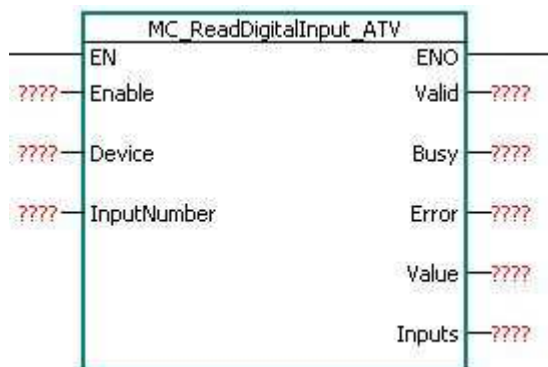 MC_ReadDigitalInput_ATV
EN ENO
???? Enable Valid ????
???? Device Busy ????
???? InputNumber Error ????
Value ????
Inputs ????